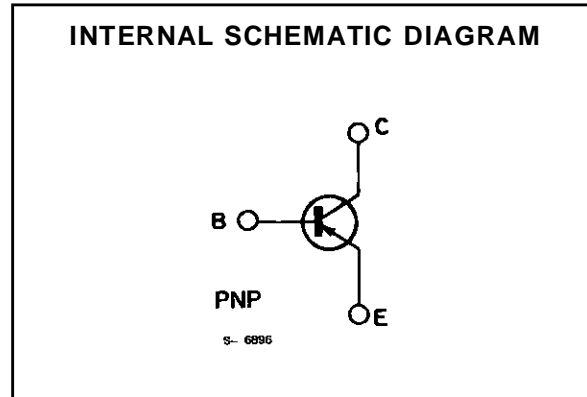 INTERNAL SCHEMATIC DIAGRAM
C
B
PNP
E
S- 6896